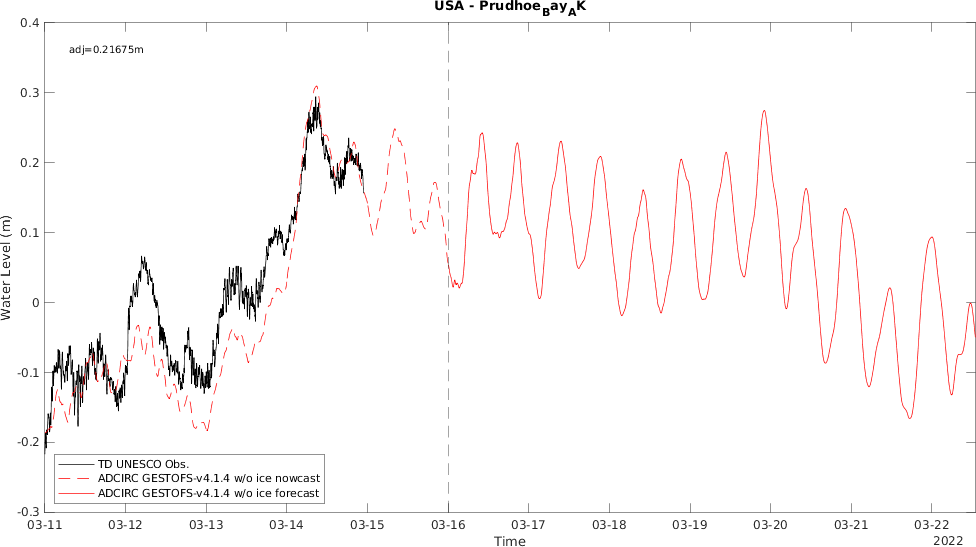 USA - Prudhoe_Bay_AK
adj=0.21675m
0.4
0.3
0.2
0.1
0
-0.1
-0.2
-0.3
Water Level (m)
TD UNESCO Obs.
ADCIRC GESTOFS-v4.1.4 w/o ice nowcast
ADCIRC GESTOFS-v4.1.4 w/o ice forecast
03-11 03-12 03-13 03-14 03-15 03-16 03-17 03-18 03-19 03-20 03-21 03-22
Time
2022